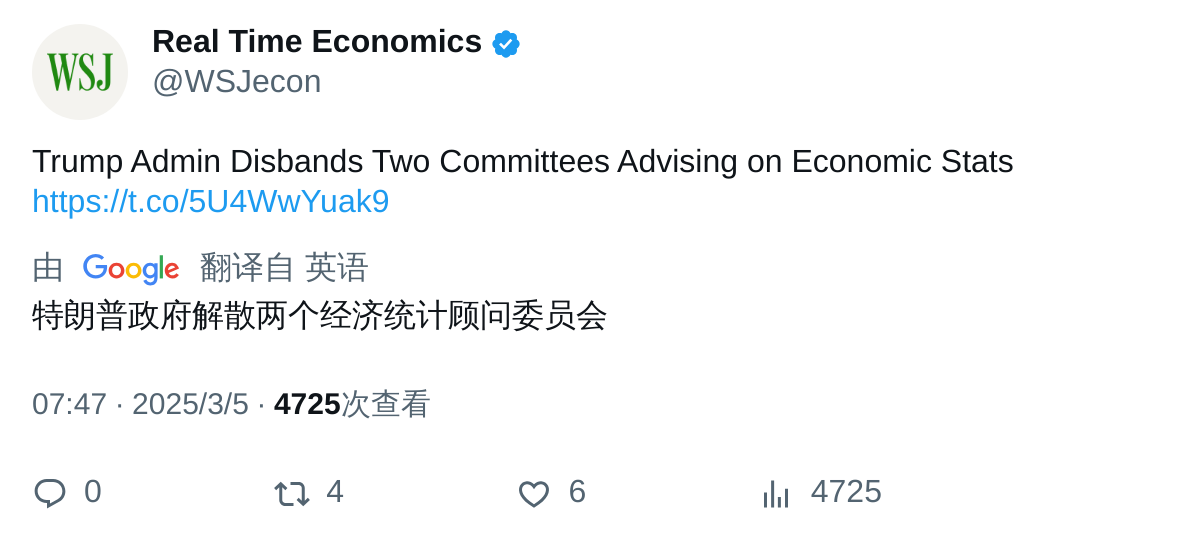 WSJ
Real Time Economics
@WSJecon
Trump Admin Disbands Two Committees Advising on Economic Stats
https://t.co/5U4WwYuak9
由 Google 翻译自 英语
特朗普政府解散两个经济统计顾问委员会
07:47 · 2025/3/5 · 4725次查看
0 4 6 4725